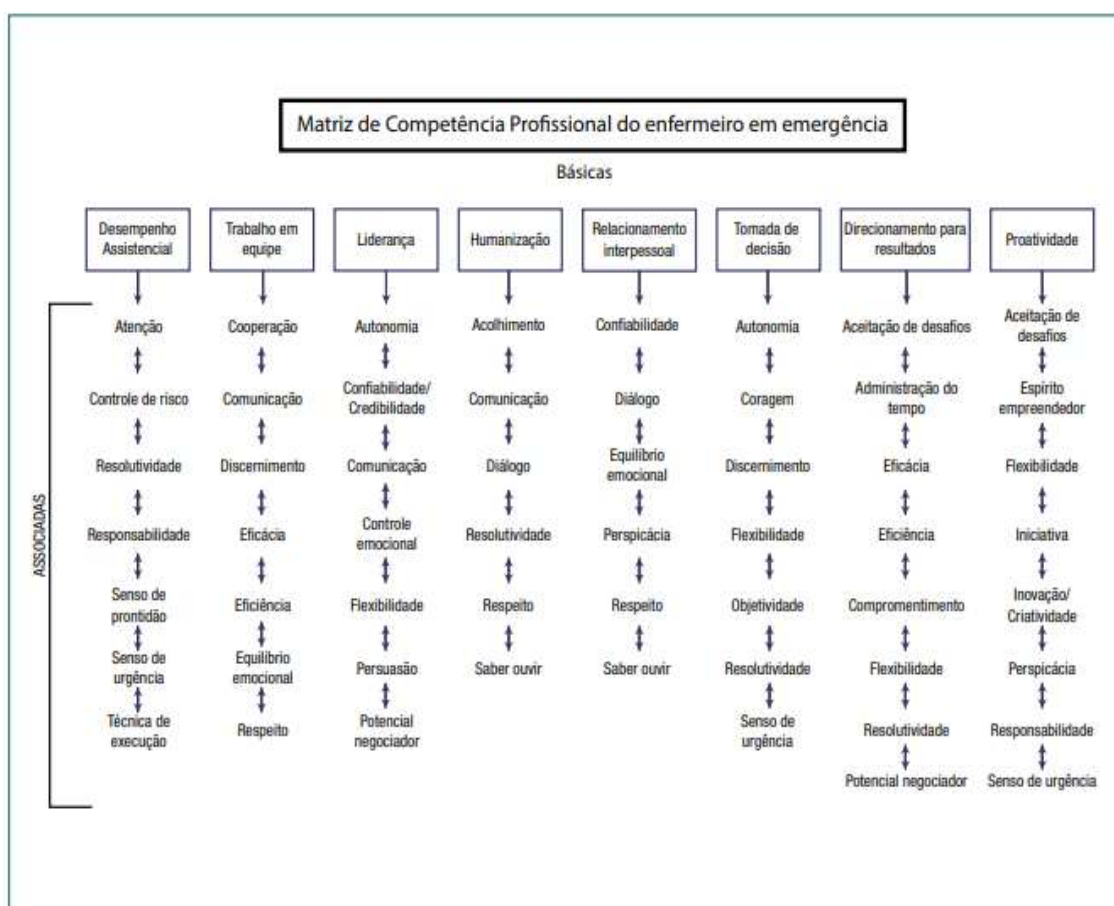 Matriz de Competência Profissional do enfermeiro em emergência
Básicas
Desempenho
Assistencial
Trabalho em
equipe
Liderança
Humanização
Relacionamento
interpessoal
Tomada de
decisão
Direcionamento para
resultados
Proatividade
ASSOCIADAS
Atenção
Controle de risco
Resolutividade
Responsabilidade
Senso de
prontidão
Senso de
urgência
Técnica de
execução
Cooperação
Comunicação
Discernimento
Eficácia
Eficiência
Equilíbrio
emocional
Respeito
Autonomia
Confiabilidade/
Credibilidade
Comunicação
Controle
emocional
Flexibilidade
Persuasão
Potencial
negociador
Acolhimento
Comunicação
Diálogo
Resolutividade
Respeito
Saber ouvir
Confiabilidade
Diálogo
Equilíbrio
emocional
Perspicácia
Respeito
Saber ouvir
Autonomia
Coragem
Discernimento
Flexibilidade
Objetividade
Resolutividade
Senso de
urgência
Aceitação de desafios
Administração do
tempo
Eficácia
Eficiência
Compromentimento
Flexibilidade
Resolutividade
Potencial negociador
Aceitação de
desafios
Espírito
empreendedor
Flexibilidade
Iniciativa
Inovação/
Criatividade
Perspicácia
Responsabilidade
Senso de urgência